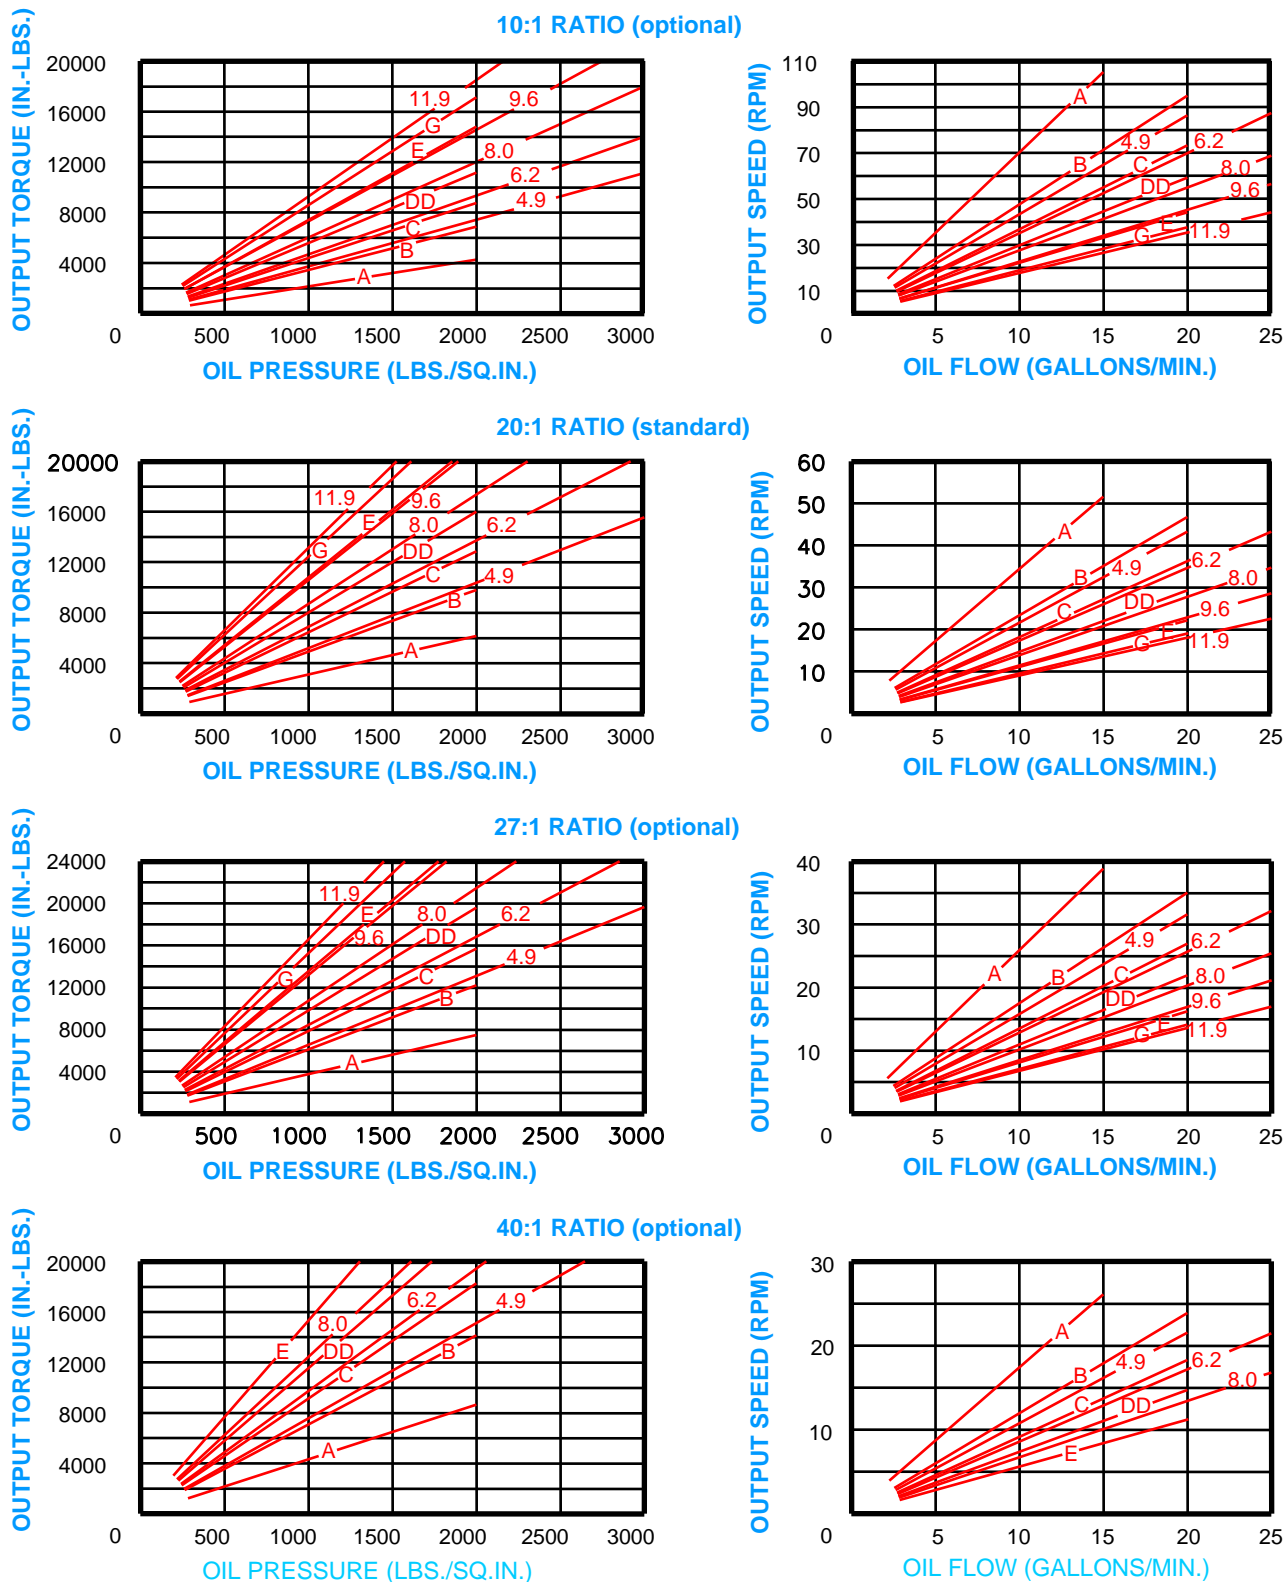 10:1 RATIO (optional)
OUTPUT TORQUE (IN.-LBS.)
20000
16000
12000
8000
4000
0
11.9
G
E
9.6
8.0
DD
6.2
C
4.9
B
A
500 1000 1500 2000 2500 3000
OIL PRESSURE (LBS./SQ.IN.)
OUTPUT SPEED (RPM)
110
90
70
50
30
10
0
A
4.9
B
C
6.2
DD
8.0
9.6
E
G
11.9
5 10 15 20 25
OIL FLOW (GALLONS/MIN.)
20:1 RATIO (standard)
OUTPUT TORQUE (IN.-LBS.)
20000
16000
12000
8000
4000
0
11.9
9.6
E
G
8.0
6.2
DD
C
4.9
B
A
500 1000 1500 2000 2500 3000
OIL PRESSURE (LBS./SQ.IN.)
OUTPUT SPEED (RPM)
60
50
40
30
20
10
0
A
B
4.9
6.2
C
DD
8.0
9.6
E
G
11.9
5 10 15 20 25
OIL FLOW (GALLONS/MIN.)
27:1 RATIO (optional)
OUTPUT TORQUE (IN.-LBS.)
24000
20000
16000
12000
8000
4000
0
11.9
E
9.6
G
8.0
6.2
DD
C
4.9
B
A
500 1000 1500 2000 2500 3000
OIL PRESSURE (LBS./SQ.IN.)
OUTPUT SPEED (RPM)
40
30
20
10
0
A
B
4.9
C
6.2
DD
8.0
9.6
E
G
11.9
5 10 15 20 25
OIL FLOW (GALLONS/MIN.)
40:1 RATIO (optional)
OUTPUT TORQUE (IN.-LBS.)
20000
16000
12000
8000
4000
0
6.2
4.9
8.0
E
DD
B
C
A
500 1000 1500 2000 2500 3000
OIL PRESSURE (LBS./SQ.IN.)
OUTPUT SPEED (RPM)
30
20
10
0
A
B
4.9
6.2
C
DD
8.0
E
5 10 15 20 25
OIL FLOW (GALLONS/MIN.)